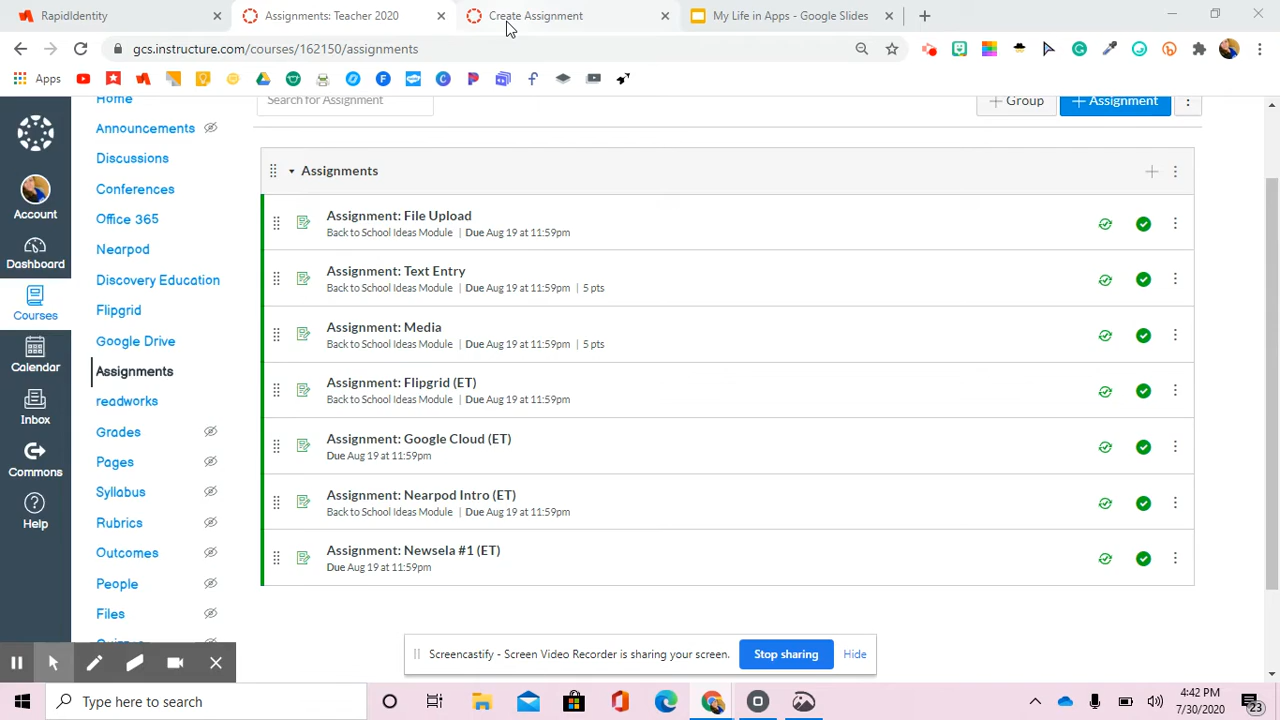 RapidIdentity
Assignments: Teacher 2020
Create Assignment
My Life in Apps - Google Slides
gcs.instructure.com/courses/162150/assignments
Apps
Home
Announcements
Discussions
Conferences
Office 365
Nearpod
Discovery Education
Flipgrid
Google Drive
Assignments
readworks
Grades
Pages
Syllabus
Rubrics
Outcomes
People
Files
Account
Dashboard
Courses
Calendar
Inbox
Commons
Help
Search for Assignment
Group
Assignment
Assignments
Assignment: File Upload
Back to School Ideas Module | Due Aug 19 at 11:59pm
Assignment: Text Entry
Back to School Ideas Module | Due Aug 19 at 11:59pm | 5 pts
Assignment: Media
Back to School Ideas Module | Due Aug 19 at 11:59pm | 5 pts
Assignment: Flipgrid (ET)
Back to School Ideas Module | Due Aug 19 at 11:59pm
Assignment: Google Cloud (ET)
Due Aug 19 at 11:59pm
Assignment: Nearpod Intro (ET)
Back to School Ideas Module | Due Aug 19 at 11:59pm
Assignment: Newsela #1 (ET)
Due Aug 19 at 11:59pm
Screencastify - Screen Video Recorder is sharing your screen.
Stop sharing
Hide
Type here to search
4:42 PM
7/30/2020
23